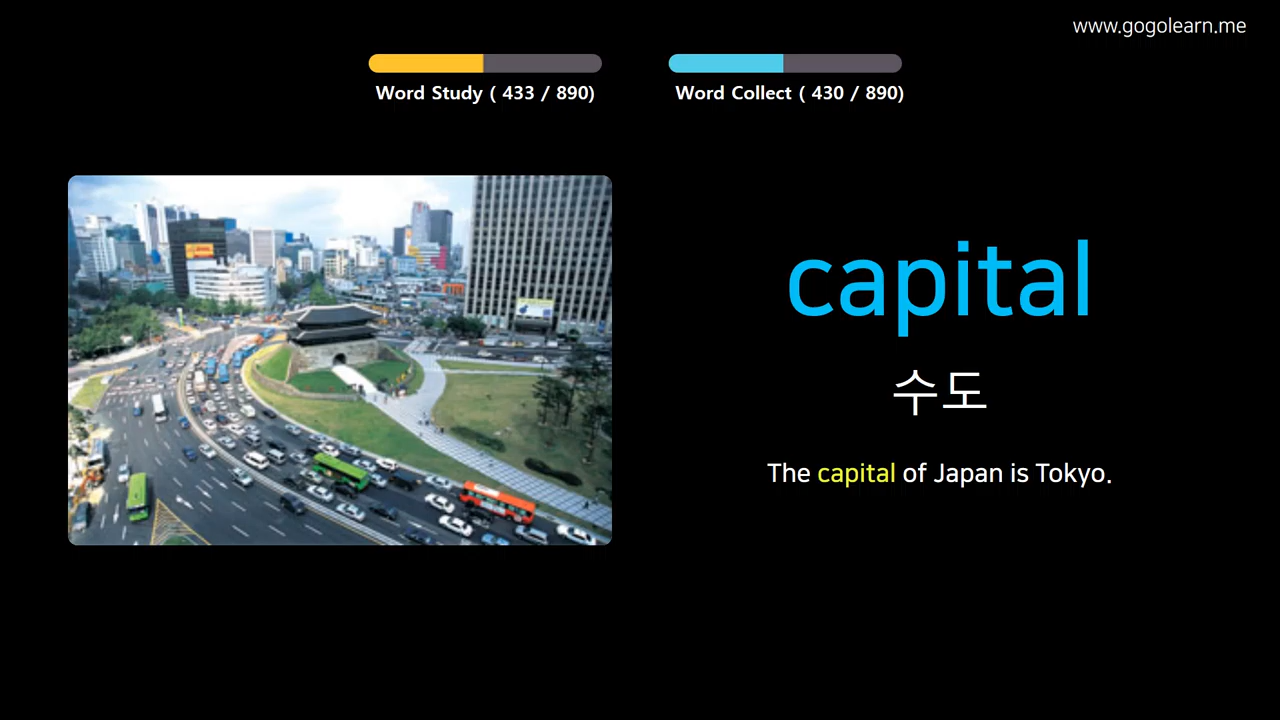 www.gogolearn.me
Word Study ( 433 / 890)
Word Collect ( 430 / 890)
capital
수도
The capital of Japan is Tokyo.